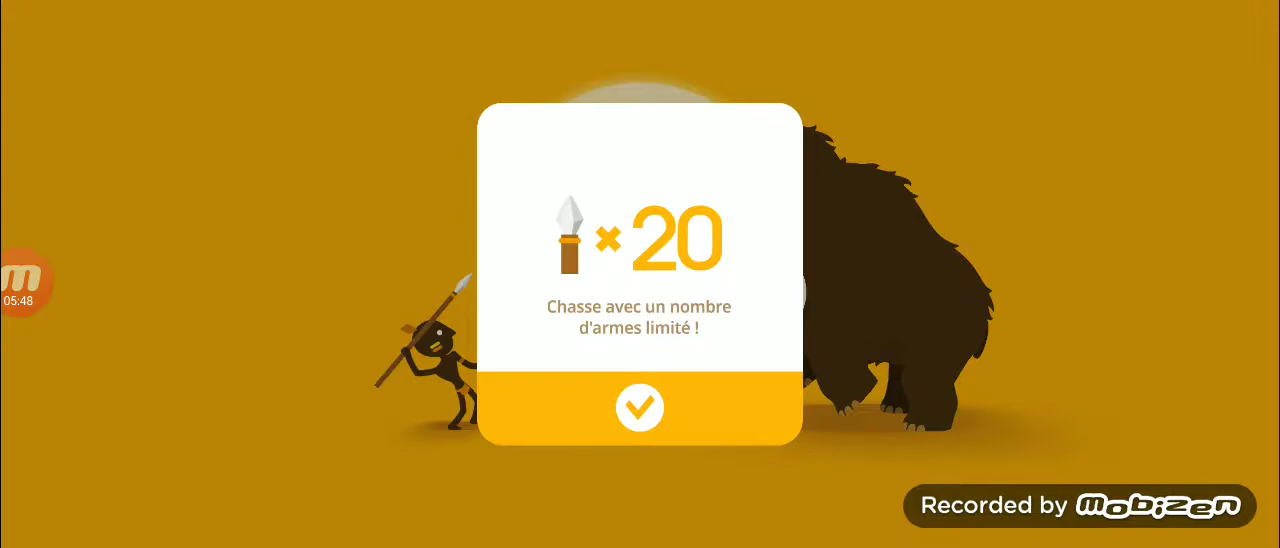 × 20
Chasse avec un nombre
d'armes limité !
m
05:48
Recorded by mobizen